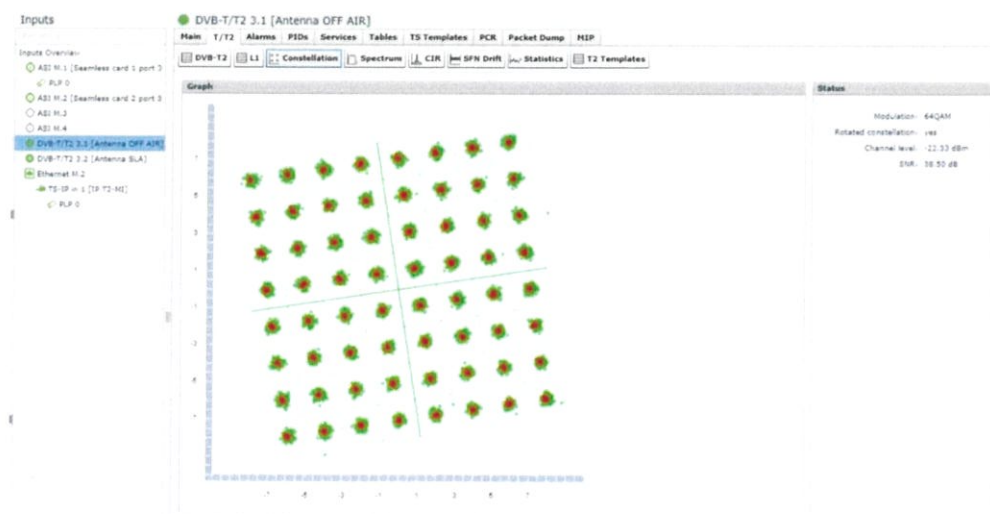 Inputs
DVB-T/T2 3.1 [Antenna OFF AIR]
Main T/T2 Alarms PIDs Services Tables TS Templates PCR Packet Dump MIP
Inputs Overview
DVB-T2 L1 Constellation Spectrum CIR SFN Drift Statistics T2 Templates
ASI M.1 [Seamless card 1 port
PLP 0
ASI M.2 [Seamless card 2 port
ASI M.3
ASI M.4
DVB-T/T2 3.1 [Antenna OFF AIR]
DVB-T/T2 3.2 [Antenna SLA]
Ethernet M.2
TS-IP [IP T2-MI]
PLP 0
Graph
Status
Modulation: 64QAM
Rotated constellation: yes
Channel level: -22.33 dBm
SNR: 38.50 dB